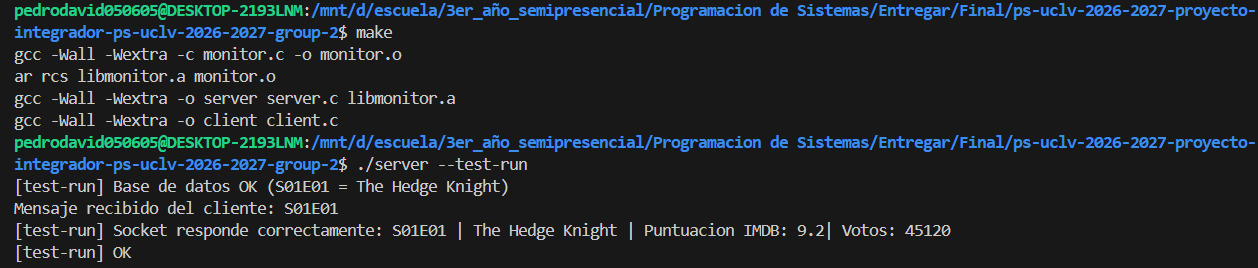 pedrodavid050605@DESKTOP-2193LNM:/mnt/d/escuela/3er_año_semipresencial/Programacion de Sistemas/Entregar/Final/ps-uclv-2026-2027-proyecto-
integrador-ps-uclv-2026-2027-group-2$ make
gcc -Wall -Wextra -c monitor.c -o monitor.o
ar rcs libmonitor.a monitor.o
gcc -Wall -Wextra -o server server.c libmonitor.a
gcc -Wall -Wextra -o client client.c
pedrodavid050605@DESKTOP-2193LNM:/mnt/d/escuela/3er_año_semipresencial/Programacion de Sistemas/Entregar/Final/ps-uclv-2026-2027-proyecto-
integrador-ps-uclv-2026-2027-group-2$ ./server --test-run
[test-run] Base de datos OK (S01E01 = The Hedge Knight)
Mensaje recibido del cliente: S01E01
[test-run] Socket responde correctamente: S01E01 | The Hedge Knight | Puntuacion IMDB: 9.2| Votos: 45120
[test-run] OK